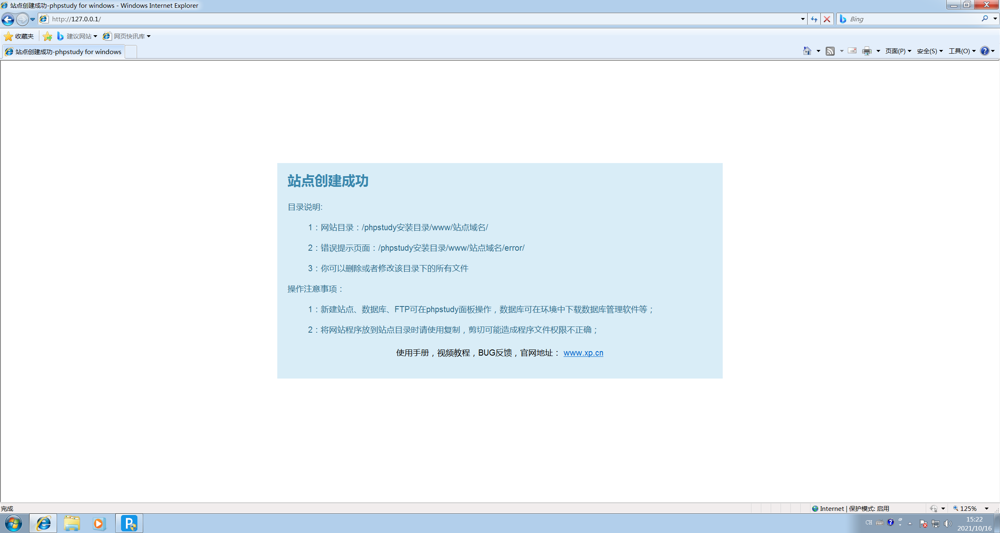 站点创建成功-phpstudy for windows - Windows Internet Explorer
http://127.0.0.1/
Bing
收藏夹 建议网站 网页快讯库
站点创建成功-phpstudy for windows
页面(P) 安全(S) 工具(O)
站点创建成功
目录说明:
1：网站目录：/phpstudy安装目录/www/站点域名/
2：错误提示页面：/phpstudy安装目录/www/站点域名/error/
3：你可以删除或者修改该目录下的所有文件
操作注意事项：
1：新建站点、数据库、FTP可在phpstudy面板操作，数据库可在环境中下载数据库管理软件等；
2：将网站程序放到站点目录时请使用复制，剪切可能造成程序文件权限不正确；
使用手册，视频教程，BUG反馈，官网地址： www.xp.cn
完成
Internet | 保护模式: 启用
125%
CH
15:22
2021/10/16